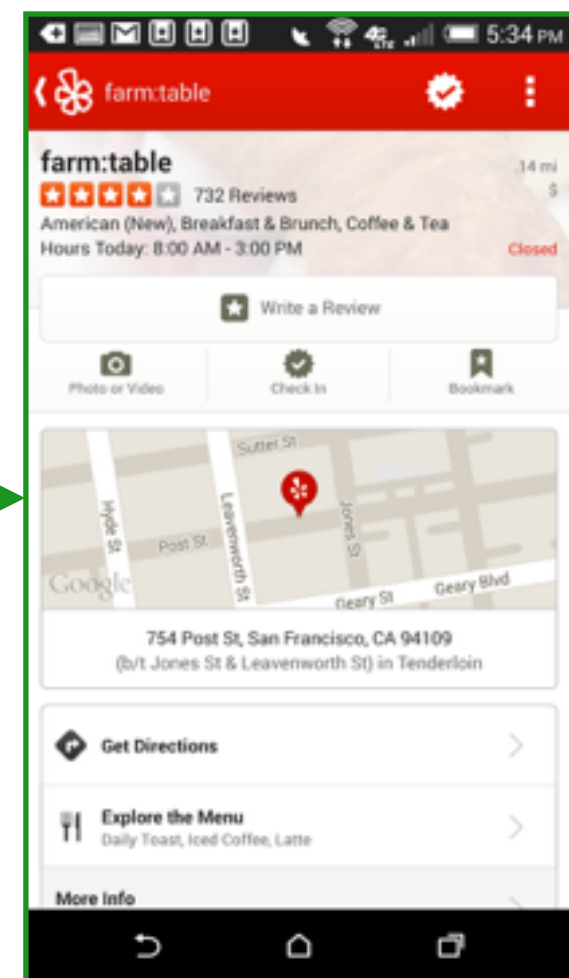 4G LTE 5:34 PM
farm:table
farm:table
.14 mi
732 Reviews
$
American (New), Breakfast & Brunch, Coffee & Tea
Hours Today: 8:00 AM - 3:00 PM
Closed
Write a Review
Photo or Video
Check In
Bookmark
Sutter St
Hyde St
Leavenworth St
Jones St
Post St
Google
Geary St
Geary Blvd
754 Post St, San Francisco, CA 94109
(b/t Jones St & Leavenworth St) in Tenderloin
Get Directions
Explore the Menu
Daily Toast, Iced Coffee, Latte
More Info